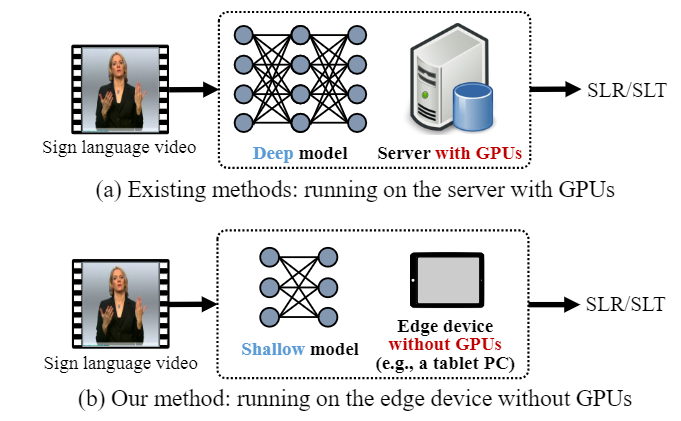 SLR/SLT
Sign language video
Deep model
Server with GPUs
(a) Existing methods: running on the server with GPUs
SLR/SLT
Sign language video
Shallow model
Edge device
without GPUs
(e.g., a tablet PC)
(b) Our method: running on the edge device without GPUs